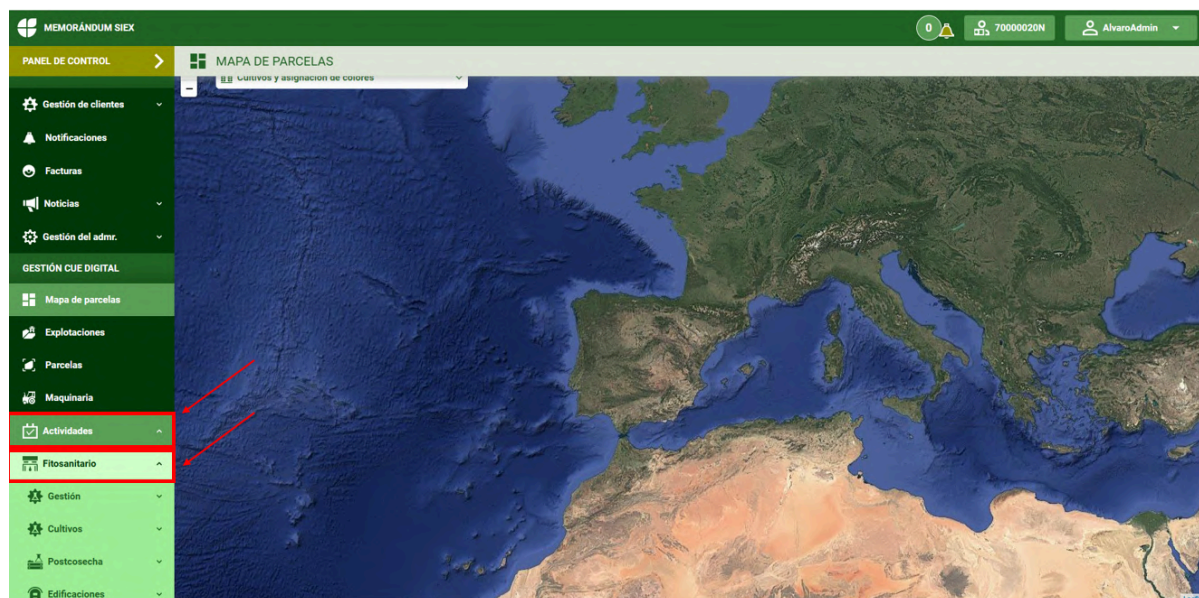 MEMORÁNDUM SIEX
0
70000020N
AlvaroAdmin
PANEL DE CONTROL
MAPA DE PARCELAS
Cultivos y asignación de colores
Gestión de clientes
Notificaciones
Facturas
Noticias
Gestión del admr.
GESTIÓN CUE DIGITAL
Mapa de parcelas
Explotaciones
Parcelas
Maquinaria
Actividades
Fitosanitario
Gestión
Cultivos
Postcosecha
Edificaciones